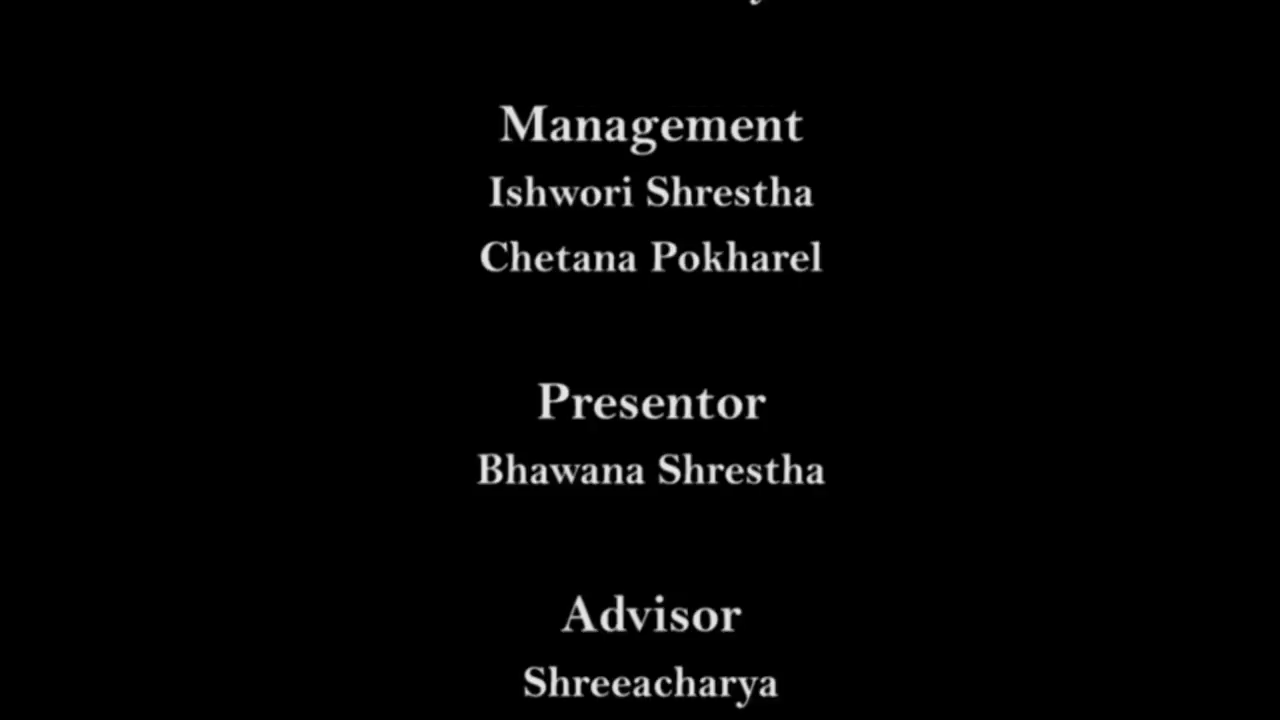 Management
Ishwori Shrestha
Chetana Pokharel
Presentor
Bhawana Shrestha
Advisor
Shreeacharya